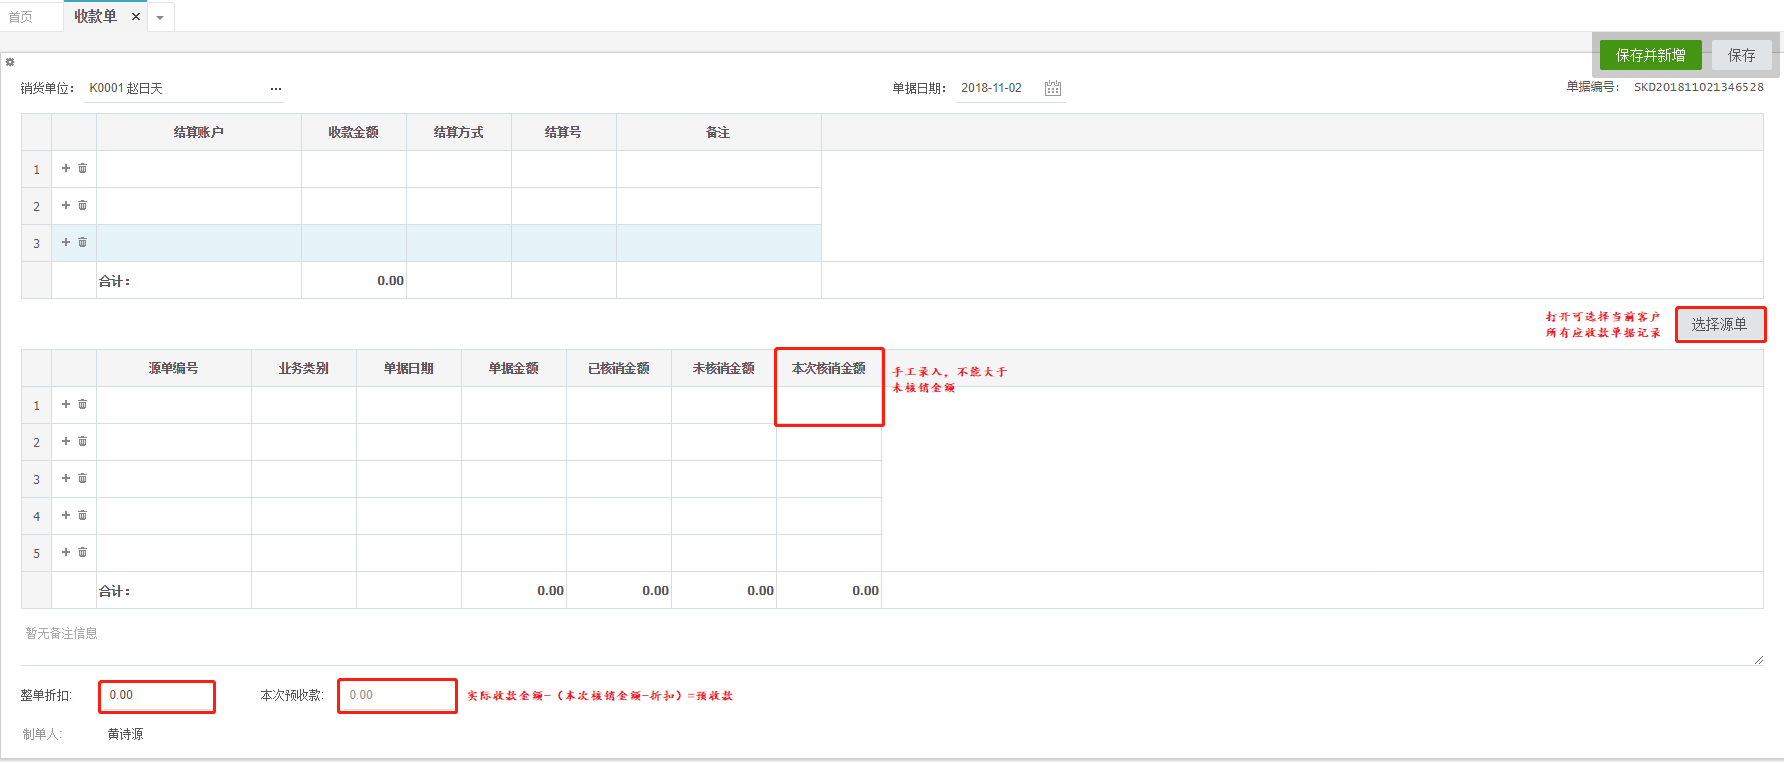 首页 收款单
保存并新增 保存
销货单位： K0001 赵日天 ... 单据日期： 2018-11-02 单据编号： SKD201811021346528
结算账户 收款金额 结算方式 结算号 备注
1
2
3
合计： 0.00
打开可选择当前客户
所有应收款单据记录
选择源单
源单编号 业务类别 单据日期 单据金额 已核销金额 未核销金额 本次核销金额
手工录入，不能大于
未核销金额
1
2
3
4
5
合计： 0.00 0.00 0.00 0.00
暂无备注信息
整单折扣: 0.00 本次预收款: 0.00 实际收款金额-（本次核销金额-折扣）=预收款
制单人: 黄诗源